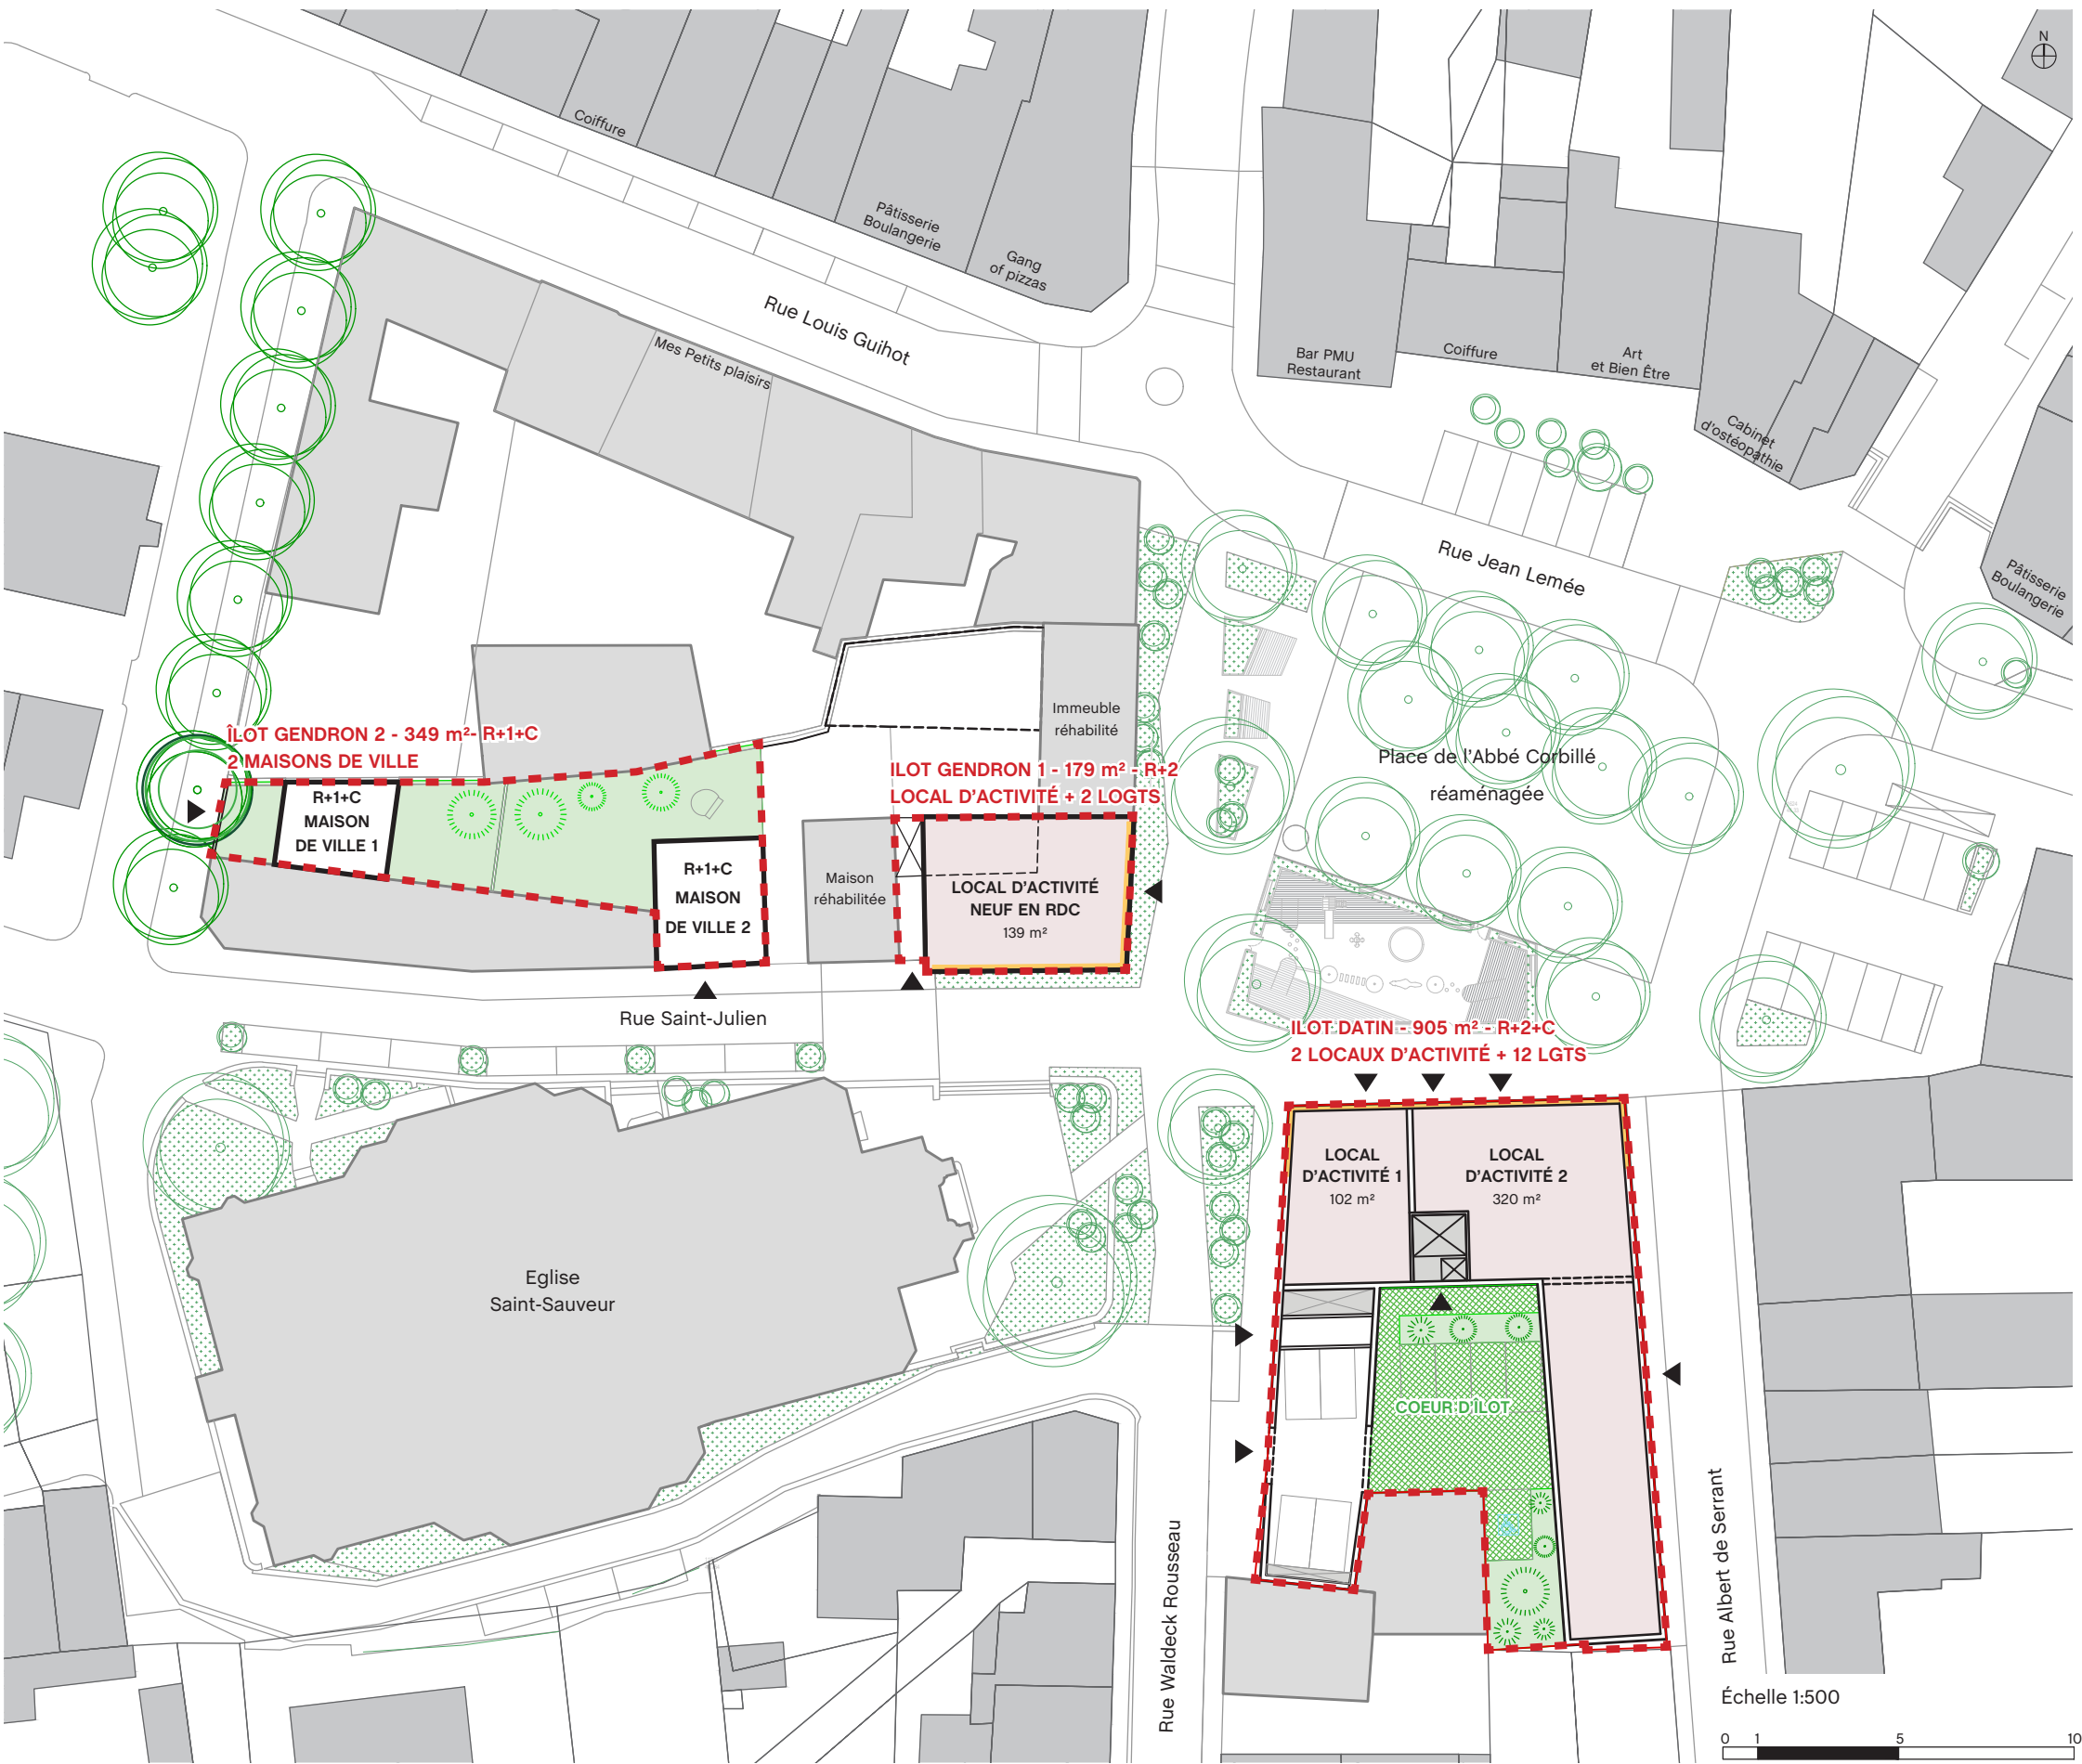 N
Coiffure
Pâtisserie
Boulangerie
Gang
of pizzas
Rue Louis Guihot
Mes Petits plaisirs
Bar PMU
Restaurant
Coiffure
Art
et Bien Être
Cabinet
d'ostéopathie
Rue Jean Lemée
Pâtisserie
Boulangerie
Immeuble
réhabilité
Place de l'Abbé Corbillé
réaménagée
ÎLOT GENDRON 2 - 349 m²- R+1+C
2 MAISONS DE VILLE
R+1+C
MAISON
DE VILLE 1
R+1+C
MAISON
DE VILLE 2
Maison
réhabilitée
ILOT GENDRON 1 - 179 m² - R+2
LOCAL D'ACTIVITÉ + 2 LOGTS
LOCAL D'ACTIVITÉ
NEUF EN RDC
139 m²
Rue Saint-Julien
ILOT DATIN - 905 m² - R+2+C
2 LOCAUX D'ACTIVITÉ + 12 LGTS
LOCAL
D'ACTIVITÉ 1
102 m²
LOCAL
D'ACTIVITÉ 2
320 m²
Eglise
Saint-Sauveur
COEUR D'ÎLOT
Rue Waldeck Rousseau
Rue Albert de Serrant
Échelle 1:500
0 1 5 10